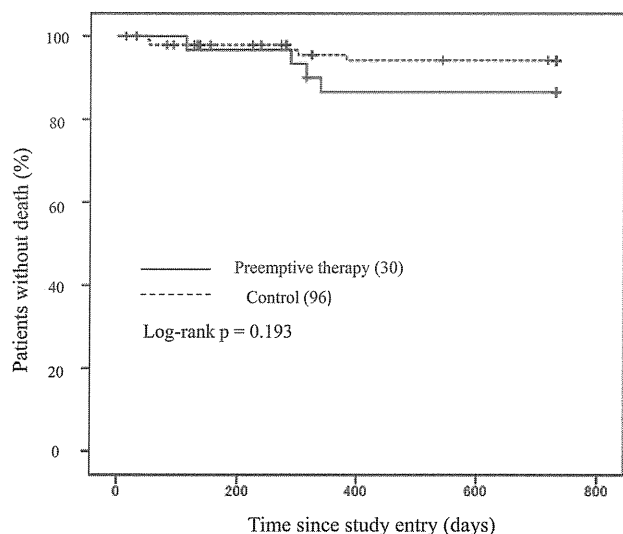 100
80
60
40
20
0
Patients without death (%)
Preemptive therapy (30)
Control (96)
Log-rank p = 0.193
0 200 400 600 800
Time since study entry (days)